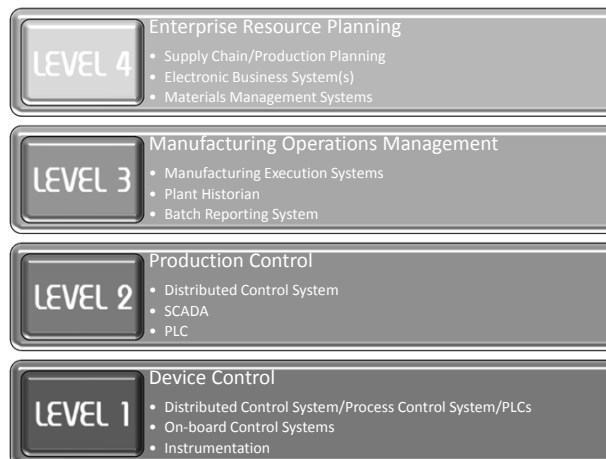 LEVEL 4
Enterprise Resource Planning
• Supply Chain/Production Planning
• Electronic Business System(s)
• Materials Management Systems
LEVEL 3
Manufacturing Operations Management
• Manufacturing Execution Systems
• Plant Historian
• Batch Reporting System
LEVEL 2
Production Control
• Distributed Control System
• SCADA
• PLC
LEVEL 1
Device Control
• Distributed Control System/Process Control System/PLCs
• On-board Control Systems
• Instrumentation